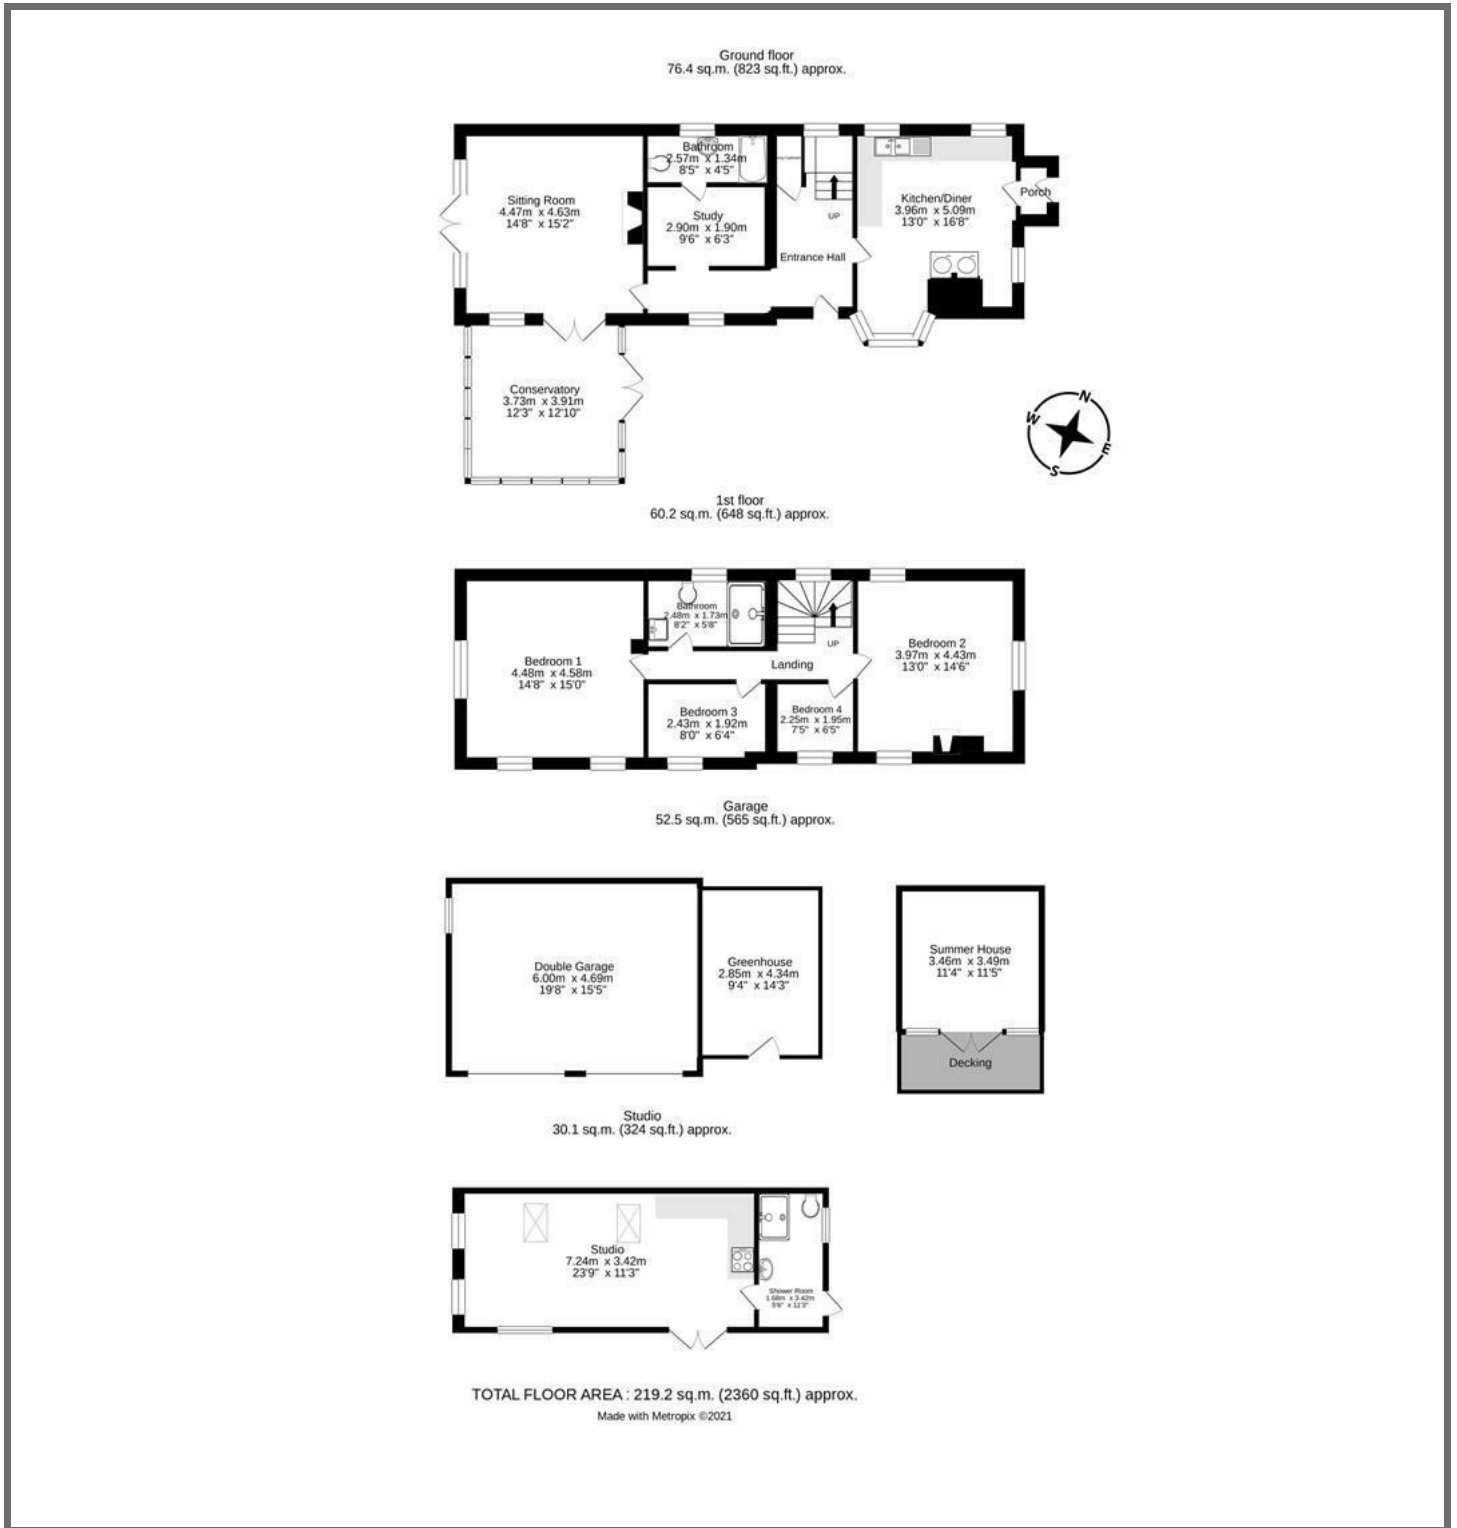 Ground floor
76.4 sq.m. (823 sq.ft.) approx.
Bathroom
2.57m x 1.34m
8'5" x 4'5"
Sitting Room
4.47m x 4.63m
14'8" x 15'2"
Study
2.90m x 1.90m
9'6" x 6'3"
UP
Entrance Hall
Kitchen/Diner
3.96m x 5.09m
13'0" x 16'8"
Porch
Conservatory
3.73m x 3.91m
12'3" x 12'10"
N
W
E
S
1st floor
60.2 sq.m. (648 sq.ft.) approx.
Bathroom
2.48m x 1.73m
8'2" x 5'8"
UP
Landing
Bedroom 1
4.48m x 4.58m
14'8" x 15'0"
Bedroom 2
3.97m x 4.43m
13'0" x 14'6"
Bedroom 3
2.43m x 1.92m
8'0" x 6'4"
Bedroom 4
2.25m x 1.95m
7'5" x 6'5"
Garage
52.5 sq.m. (565 sq.ft.) approx.
Double Garage
6.00m x 4.69m
19'8" x 15'5"
Greenhouse
2.85m x 4.34m
9'4" x 14'3"
Summer House
3.46m x 3.49m
11'4" x 11'5"
Decking
Studio
30.1 sq.m. (324 sq.ft.) approx.
Studio
7.24m x 3.42m
23'9" x 11'3"
Shower Room
1.68m x 3.42m
5'6" x 11'3"
TOTAL FLOOR AREA : 219.2 sq.m. (2360 sq.ft.) approx.
Made with Metropix ©2021